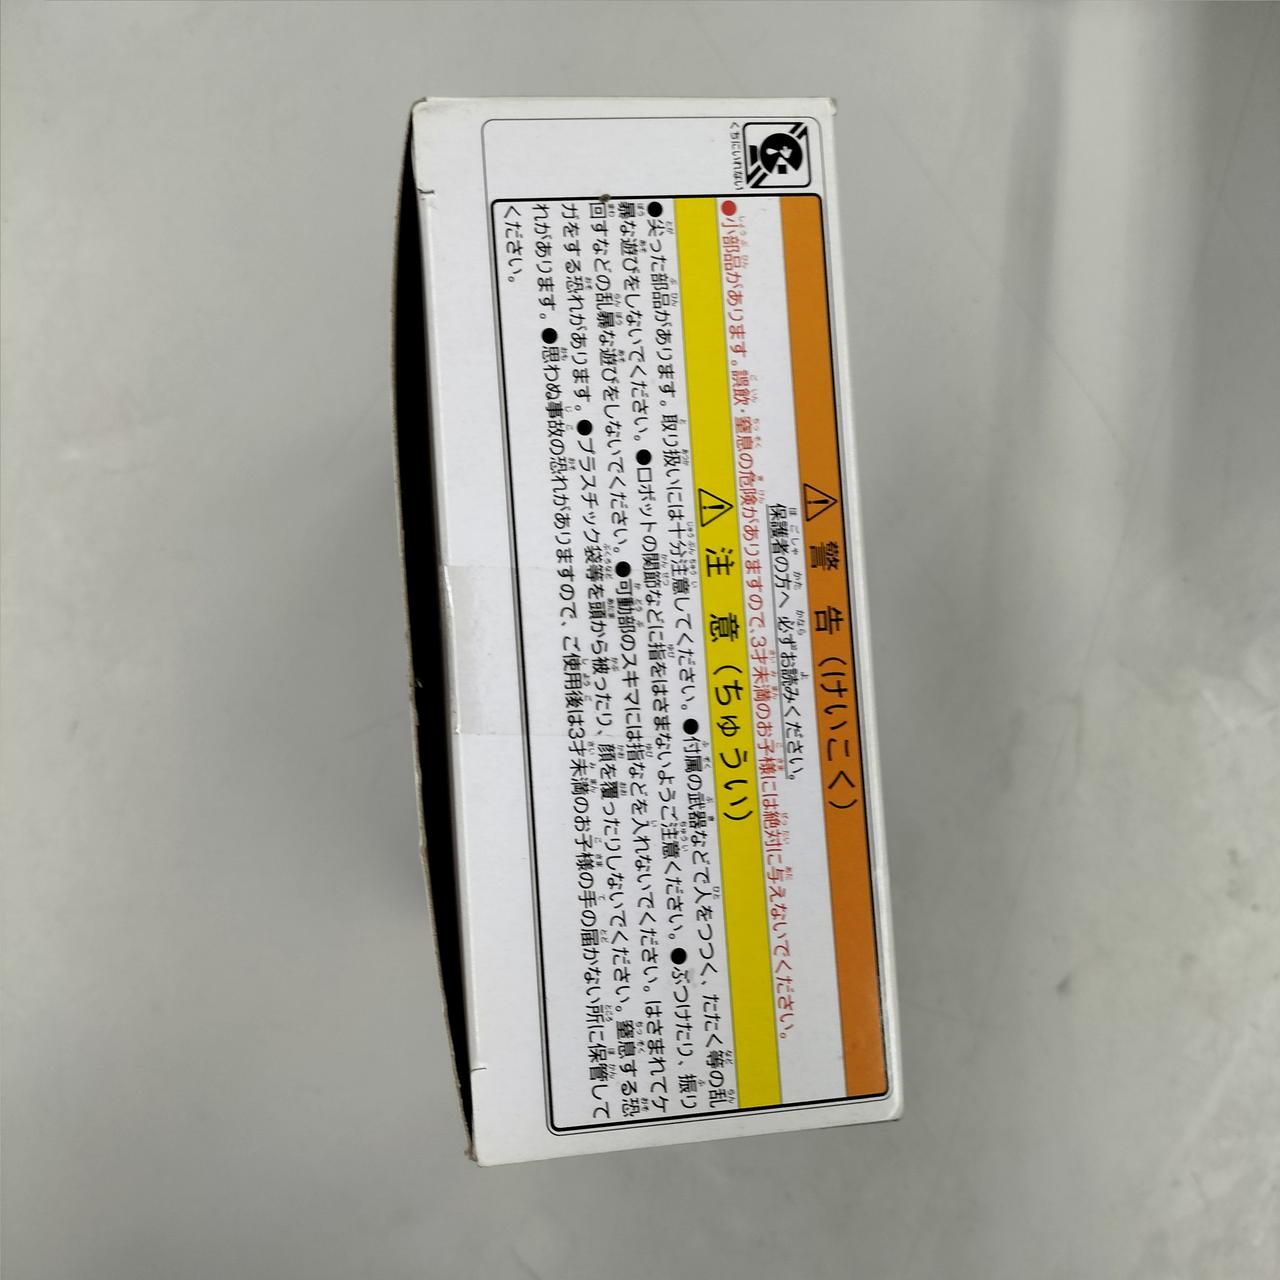 くちにいれない
⚠ 警告(けいこく)
保護者の方へ 必ずお読みください。
●小部品があります。誤飲・窒息の危険がありますので、3才未満のお子様には絶対に与えないでください。
⚠ 注意(ちゅうい)
●尖った部品があります。取り扱いには十分注意してください。●付属の武器などで人をつつく、たたく等の乱
暴な遊びをしないでください。●ロボットの関節などに指をはさまないようご注意ください。●ぶつけたり、振り
回すなどの乱暴な遊びをしないでください。●可動部のスキマには指などを入れないでください。はさまれてケ
ガをする恐れがあります。●プラスチック袋等を頭から被ったり、顔を覆ったりしないでください。窒息する恐
れがあります。●思わぬ事故の恐れがありますので、ご使用後は3才未満のお子様の手の届かない所に保管して
ください。